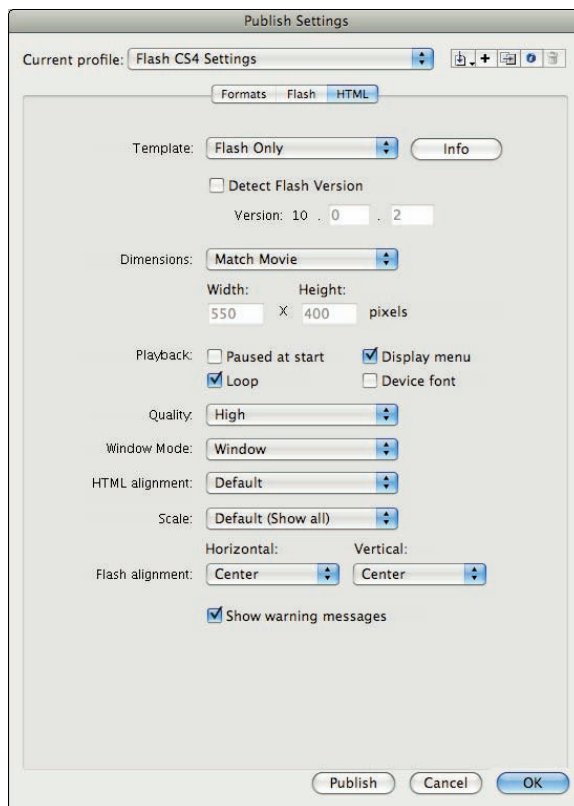 Publish Settings
Current profile: Flash CS4 Settings
Formats Flash HTML
Template: Flash Only Info
Detect Flash Version
Version: 10 . 0 . 2
Dimensions: Match Movie
Width: Height:
550 X 400 pixels
Playback: Paused at start Display menu
Loop Device font
Quality: High
Window Mode: Window
HTML alignment: Default
Scale: Default (Show all)
Horizontal: Vertical:
Flash alignment: Center Center
Show warning messages
Publish Cancel OK